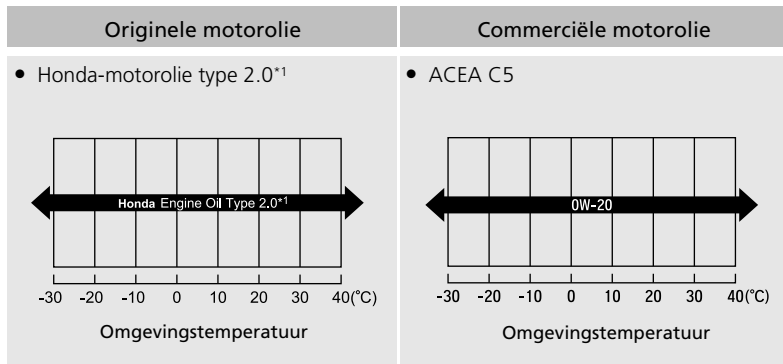 Originele motorolie
Commerciële motorolie
• Honda-motorolie type 2.0*1
• ACEA C5
Honda Engine Oil Type 2.0*1
0W-20
-30 -20 -10 0 10 20 30 40(°C)
-30 -20 -10 0 10 20 30 40(°C)
Omgevingstemperatuur
Omgevingstemperatuur